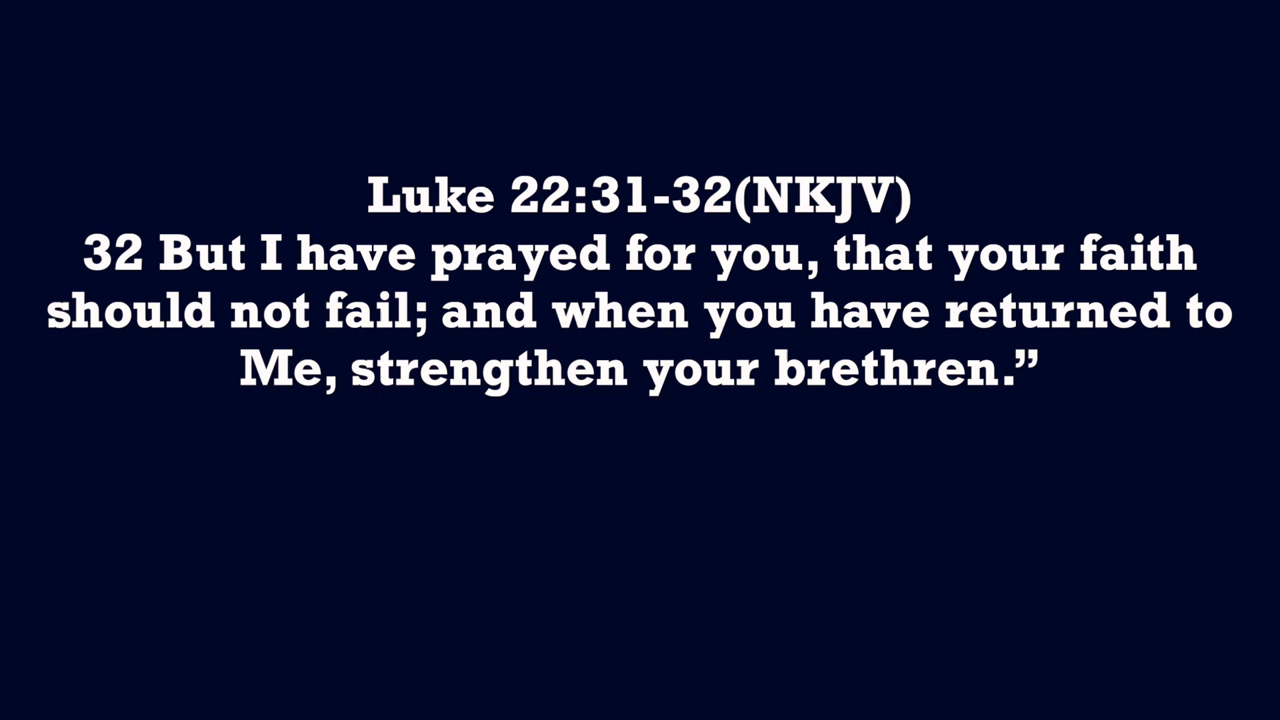 Luke 22:31-32(NKJV)
32 But I have prayed for you, that your faith
should not fail; and when you have returned to
Me, strengthen your brethren.”